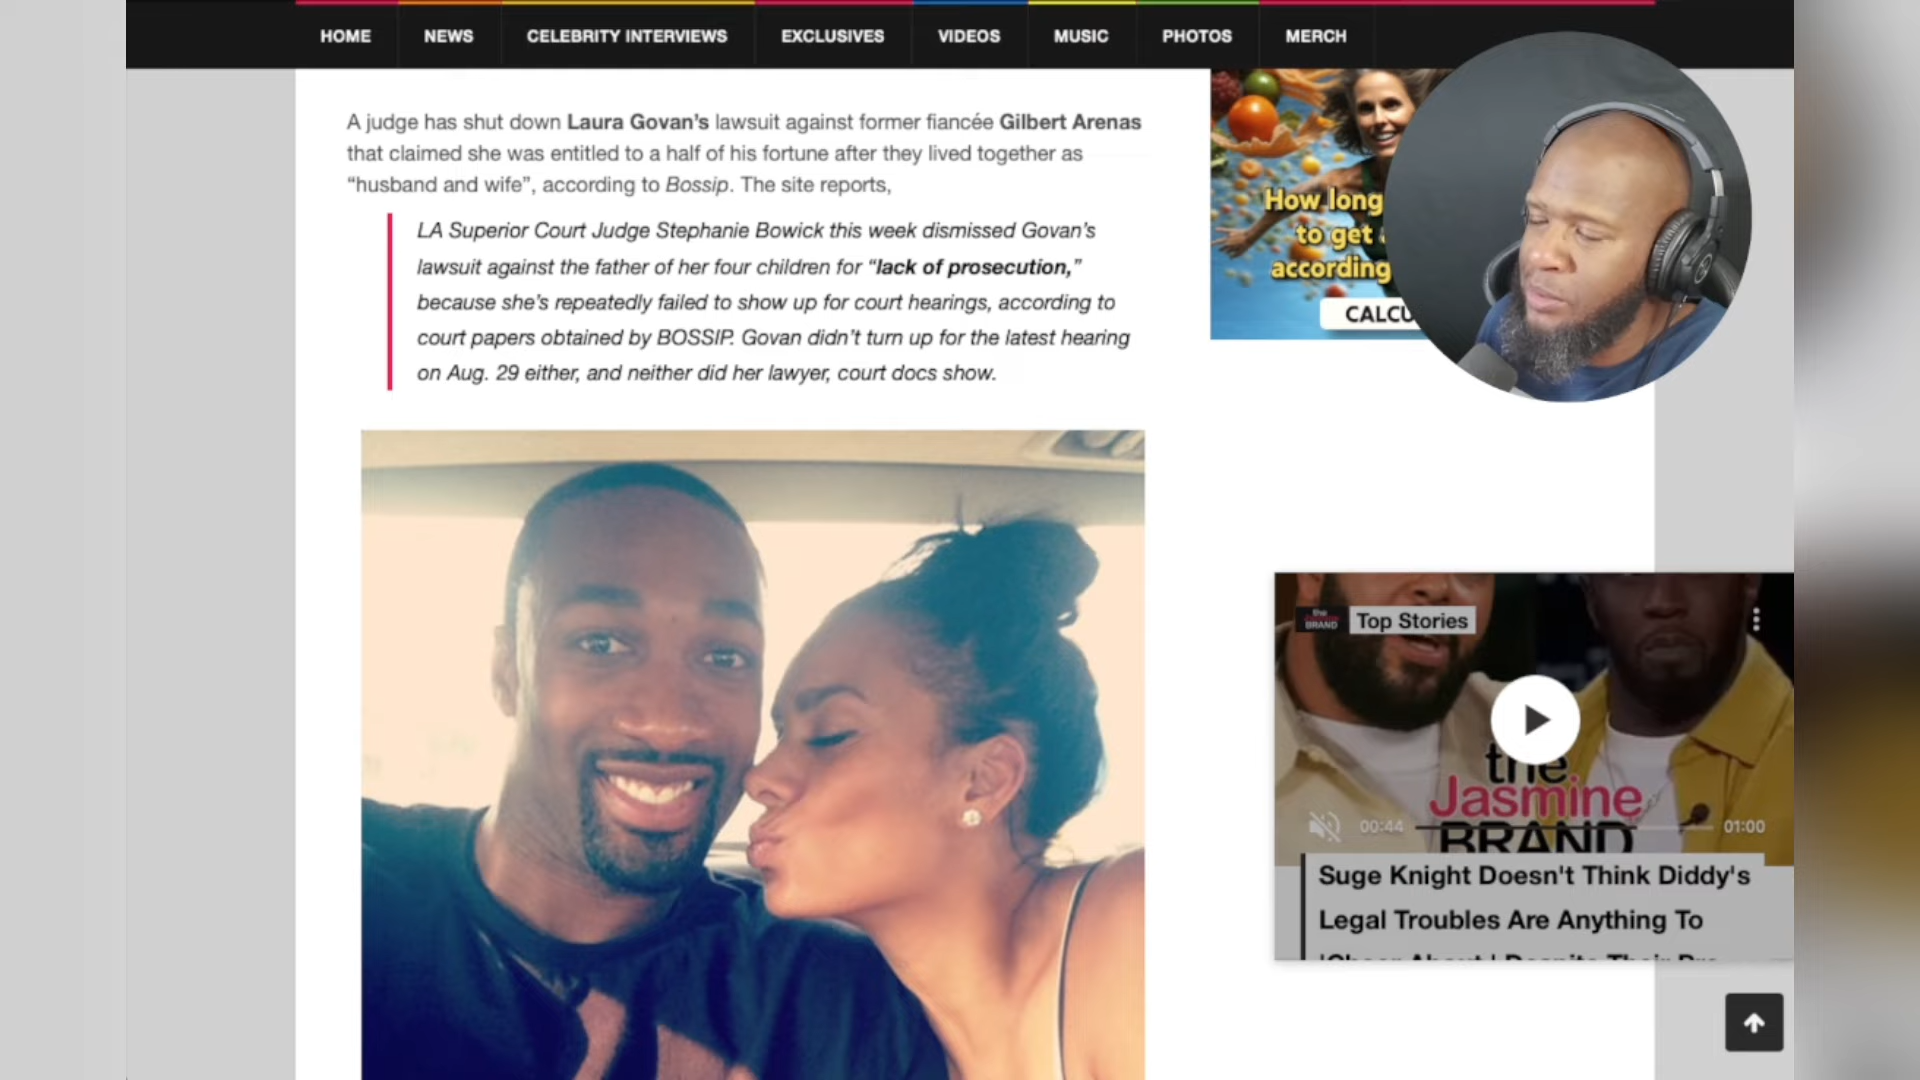 HOME NEWS CELEBRITY INTERVIEWS EXCLUSIVES VIDEOS MUSIC PHOTOS MERCH
A judge has shut down Laura Govan's lawsuit against former fiancée Gilbert Arenas
that claimed she was entitled to a half of his fortune after they lived together as
“husband and wife”, according to Bossip. The site reports,
LA Superior Court Judge Stephanie Bowick this week dismissed Govan's
lawsuit against the father of her four children for “lack of prosecution,”
because she's repeatedly failed to show up for court hearings, according to
court papers obtained by BOSSIP. Govan didn't turn up for the latest hearing
on Aug. 29 either, and neither did her lawyer, court docs show.
How long
to get
according
CALCU
the
BRAND
Top Stories
the
Jasmine
BRAND
00:44 01:00
Suge Knight Doesn't Think Diddy's
Legal Troubles Are Anything To